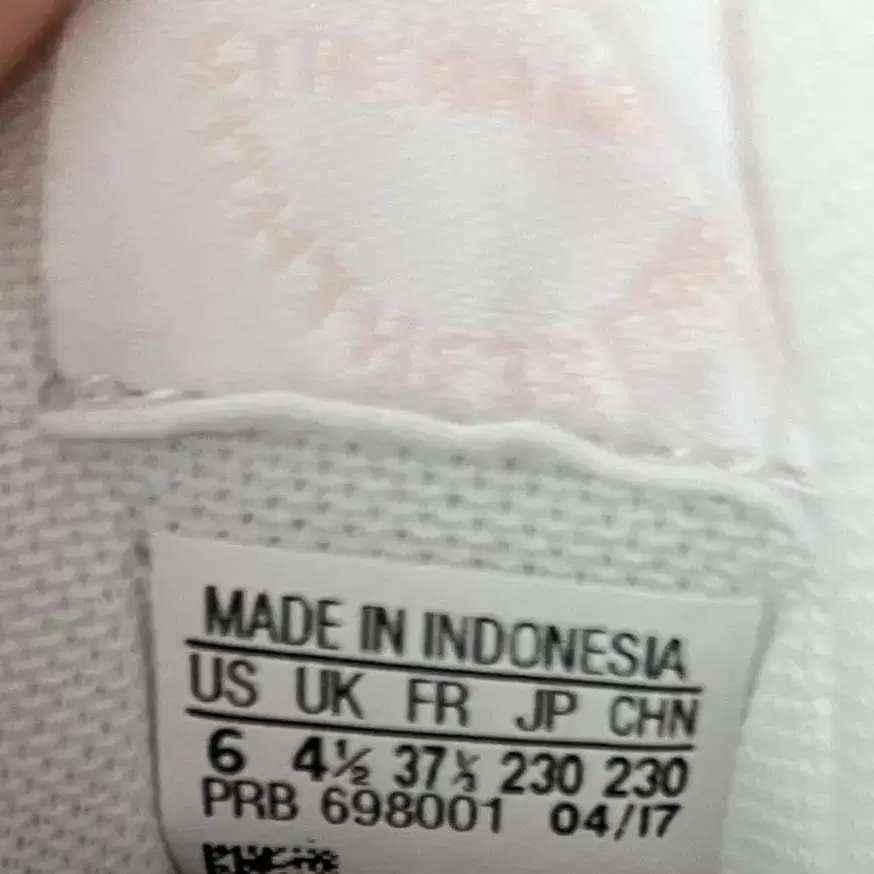 MADE IN INDONESIA
US UK FR JP CHN
6 4½ 37⅓ 230 230
PRB 698001 04/17